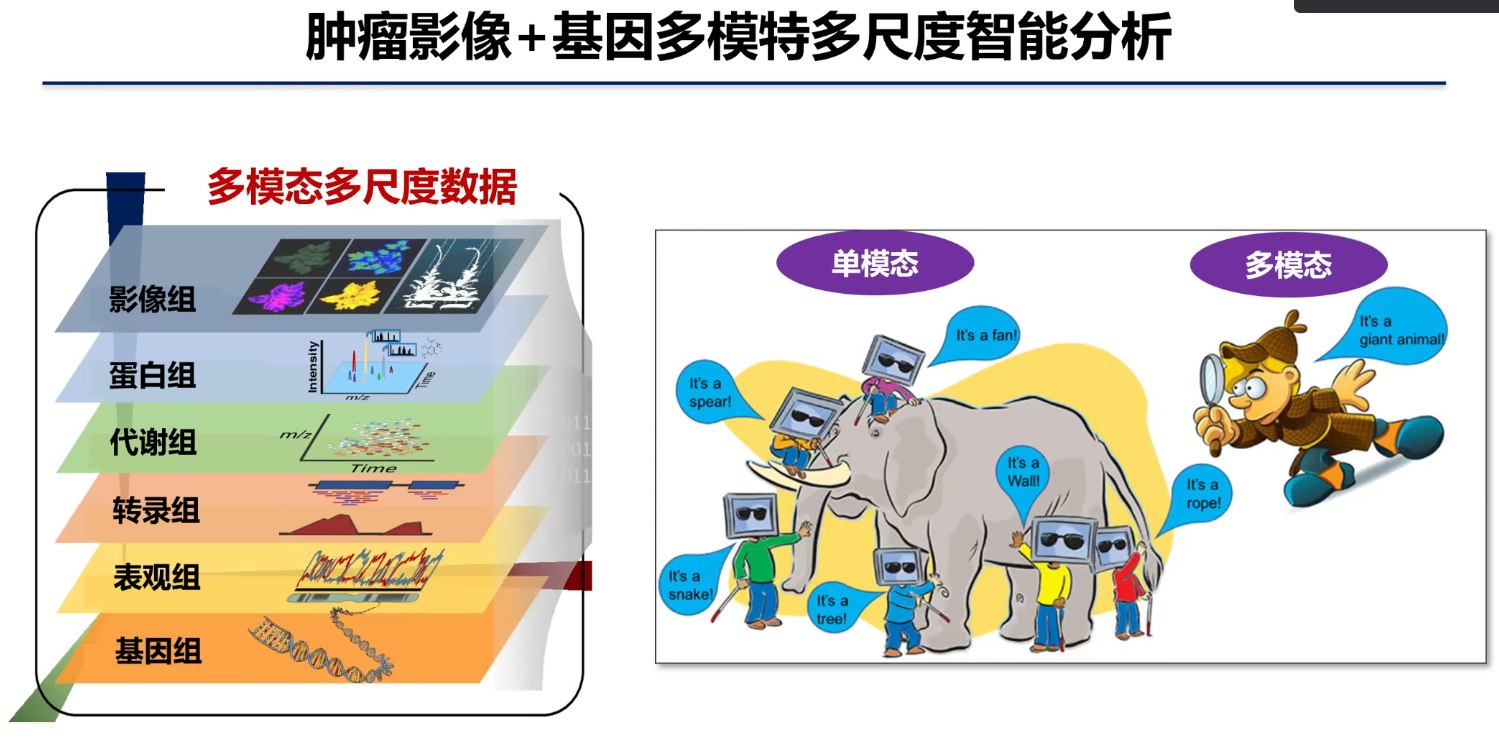 肿瘤影像+基因多模特多尺度智能分析
多模态多尺度数据
影像组
蛋白组
Intensity
Time
m/z
代谢组
m/z
Time
转录组
表观组
基因组
011
001
011
单模态
多模态
It's a fan!
It's a
spear!
It's a
Wall!
It's a
rope!
It's a
snake!
It's a
tree!
It's a
giant animal!